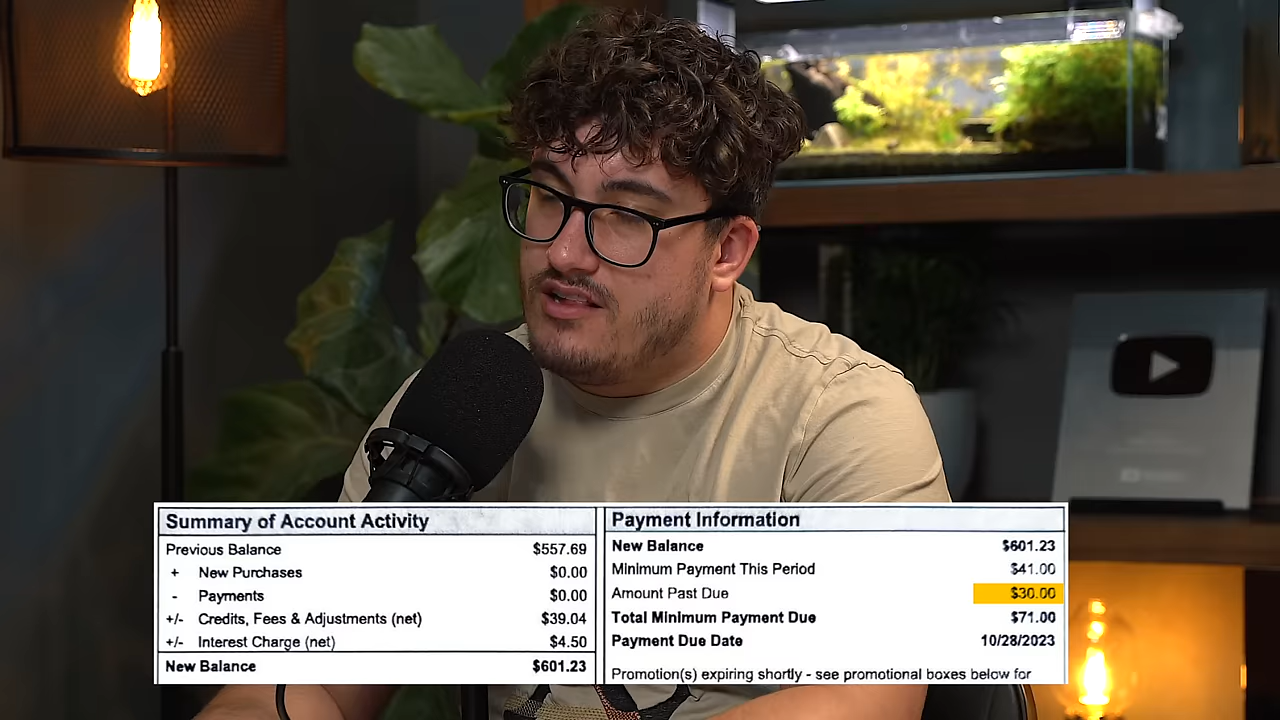 Summary of Account Activity
Previous Balance $557.69
+ New Purchases $0.00
- Payments $0.00
+/- Credits, Fees & Adjustments (net) $39.04
+/- Interest Charge (net) $4.50
New Balance $601.23
Payment Information
New Balance $601.23
Minimum Payment This Period $41.00
Amount Past Due $30.00
Total Minimum Payment Due $71.00
Payment Due Date 10/28/2023
Promotion(s) expiring shortly - see promotional boxes below for